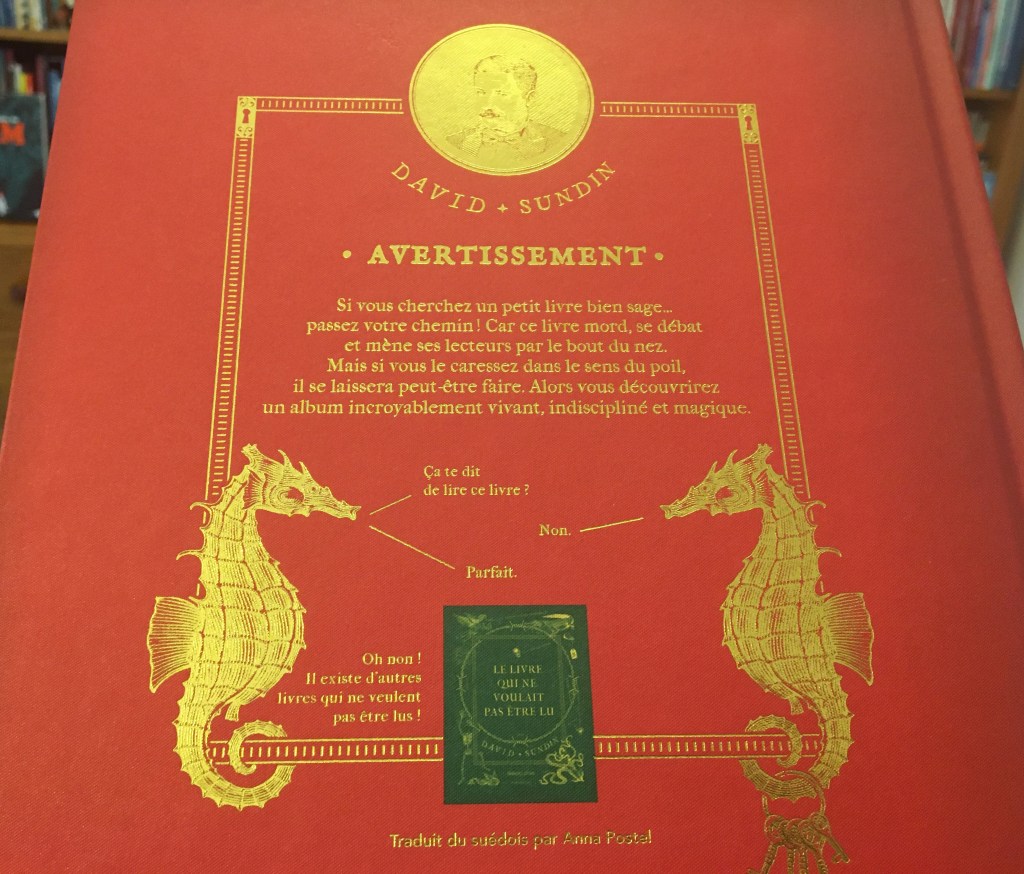 DAVID + SUNDIN
• AVERTISSEMENT •
Si vous cherchez un petit livre bien sage...
passez votre chemin ! Car ce livre mord, se débat
et mène ses lecteurs par le bout du nez.
Mais si vous le caressez dans le sens du poil,
il se laissera peut-être faire. Alors vous découvrirez
un album incroyablement vivant, indiscipliné et magique.
Ça te dit
de lire ce livre ?
Non.
Parfait.
Oh non !
Il existe d'autres
livres qui ne veulent
pas être lus !
LE LIVRE
QUI NE
VOULAIT
PAS ÊTRE LU
DAVID + SUNDIN
Traduit du suédois par Anna Postel